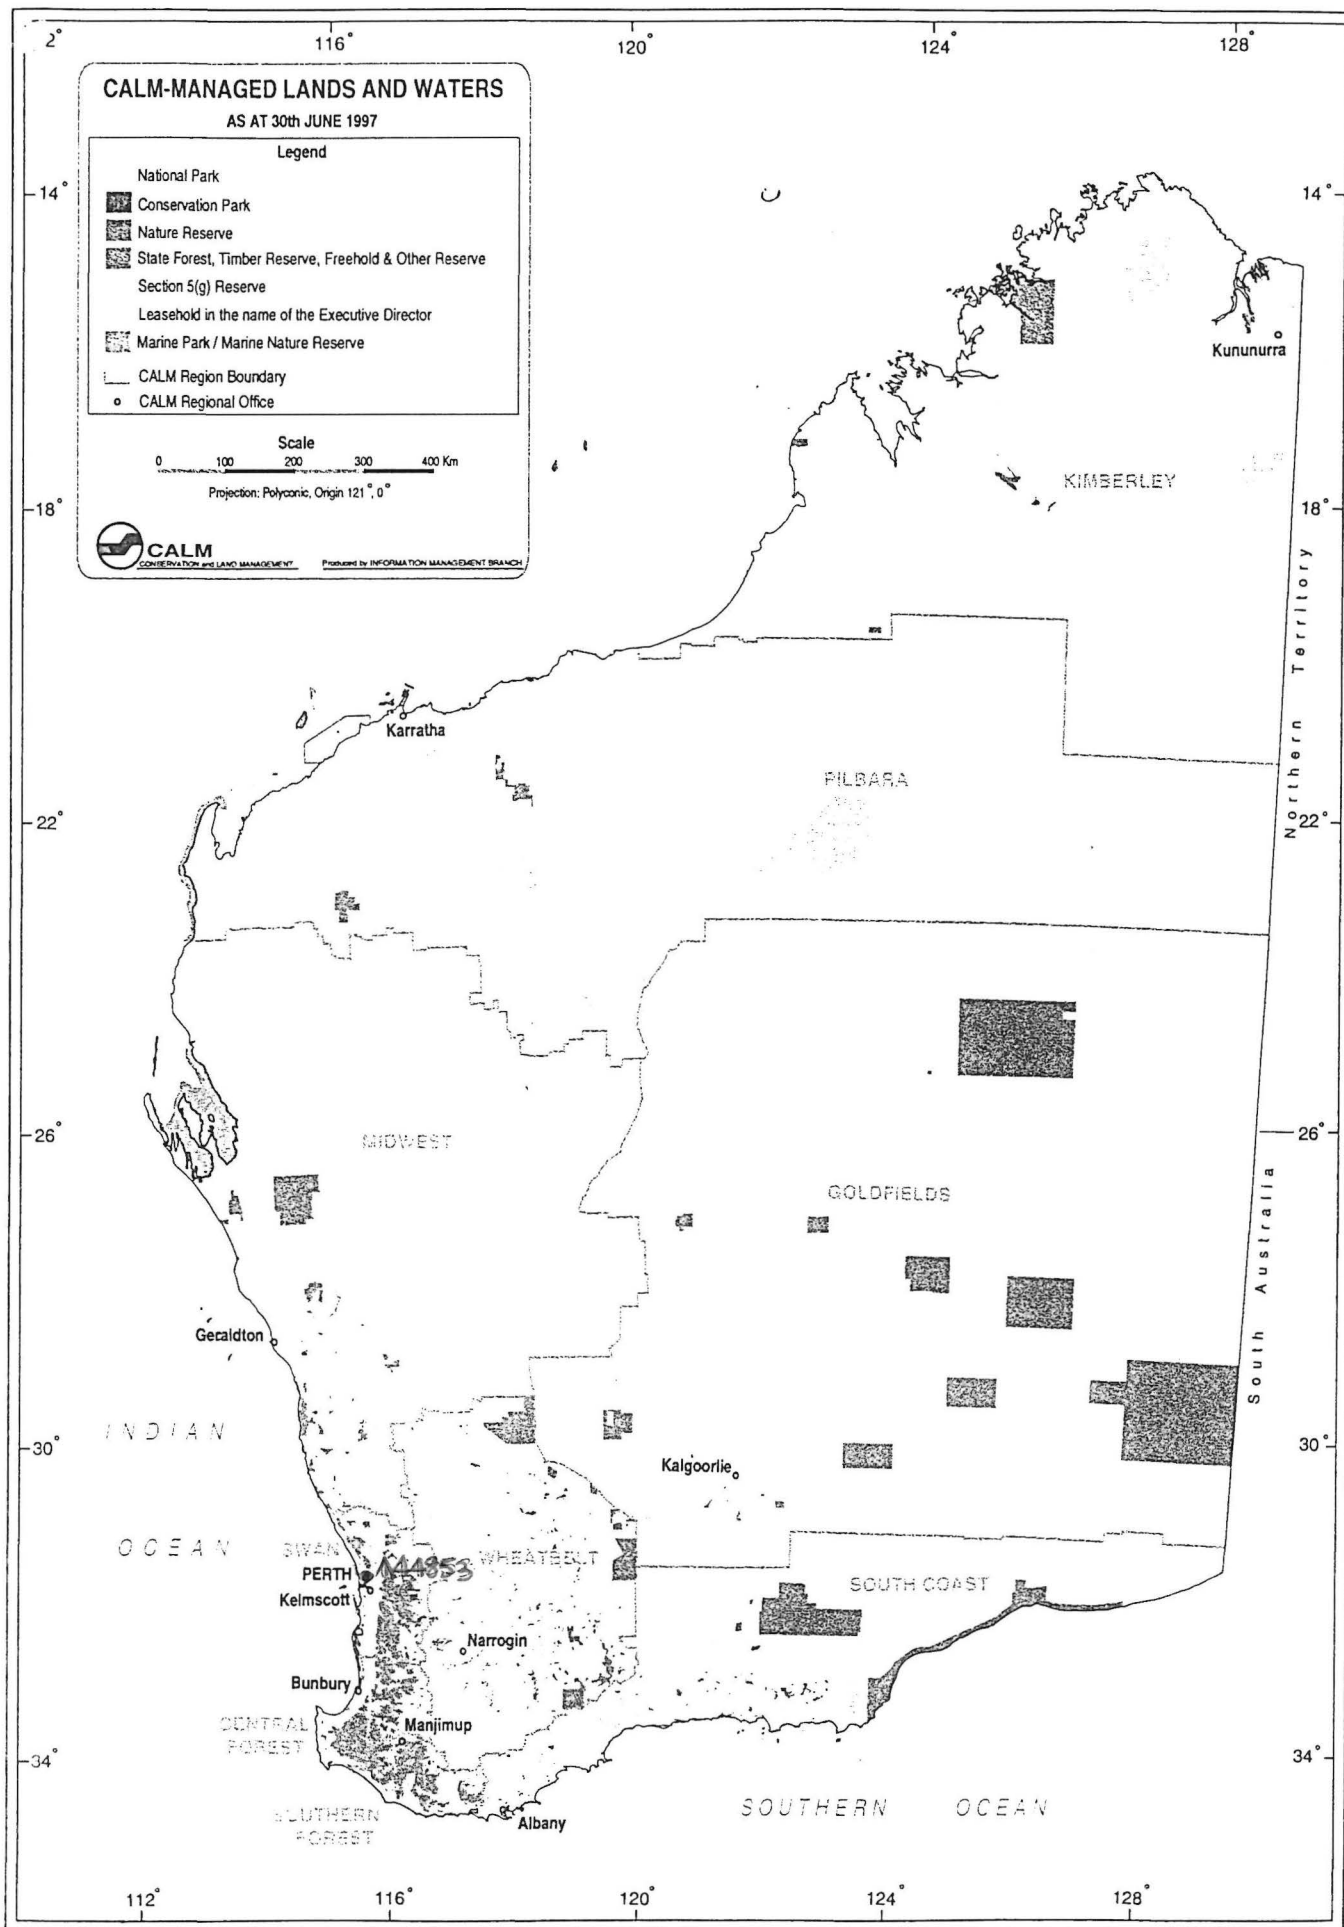 2° 116° 120° 124° 128°
CALM-MANAGED LANDS AND WATERS
AS AT 30th JUNE 1997
Legend
National Park
Conservation Park
Nature Reserve
State Forest, Timber Reserve, Freehold & Other Reserve
Section 5(g) Reserve
Leasehold in the name of the Executive Director
Marine Park / Marine Nature Reserve
CALM Region Boundary
CALM Regional Office
Scale
0 100 200 300 400 Km
Projection: Polyconic, Origin 121°, 0°
CALM
CONSERVATION and LAND MANAGEMENT Produced by INFORMATION MANAGEMENT BRANCH
14° 14°
Kununurra
KIMBERLEY
18° 18°
Northern Territory
Karratha
PILBARA
22° 22°
26° 26°
MIDWEST
GOLDFIELDS
South Australia
Geraldton
INDIAN
OCEAN
30° 30°
Kalgoorlie
SWAN
WHEATBELT
PERTH N44853
Kelmscott
SOUTH COAST
Narrogin
Bunbury
CENTRAL
FOREST
Manjimup
34° 34°
SOUTHERN
FOREST
Albany
SOUTHERN OCEAN
112° 116° 120° 124° 128°